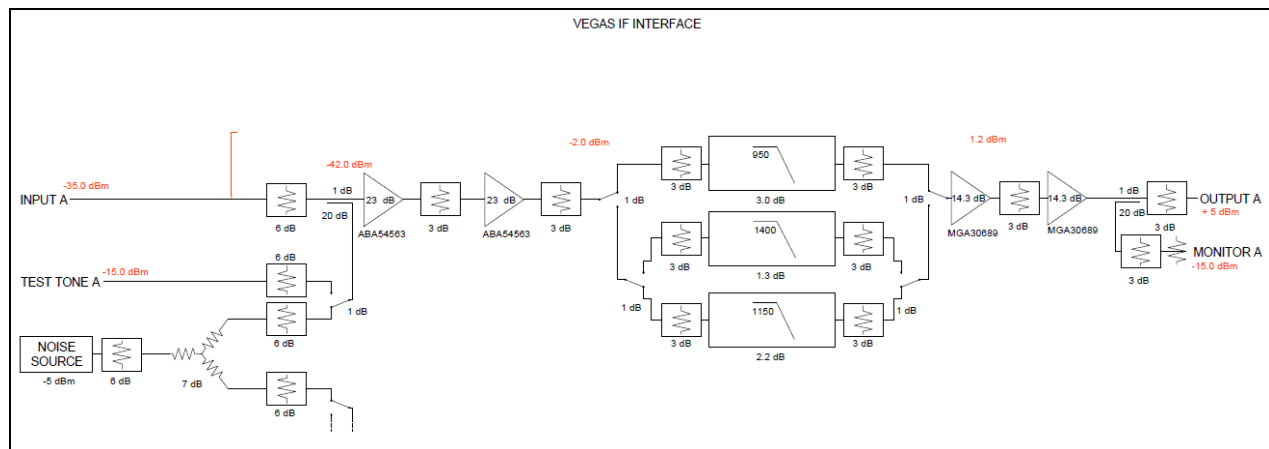 VEGAS IF INTERFACE
-35.0 dBm
INPUT A
6 dB
-42.0 dBm
1 dB
20 dB
23 dB
ABA54563
3 dB
23 dB
ABA54563
3 dB
-2.0 dBm
1 dB
3 dB
950
3.0 dB
3 dB
1 dB
1 dB
3 dB
1400
1.3 dB
3 dB
3 dB
1150
2.2 dB
3 dB
1 dB
1.2 dBm
14.3 dB
MGA30689
3 dB
14.3 dB
MGA30689
1 dB
20 dB
3 dB
OUTPUT A
+ 5 dBm
3 dB
MONITOR A
-15.0 dBm
-15.0 dBm
TEST TONE A
6 dB
1 dB
6 dB
NOISE
SOURCE
-5 dBm
6 dB
7 dB
6 dB